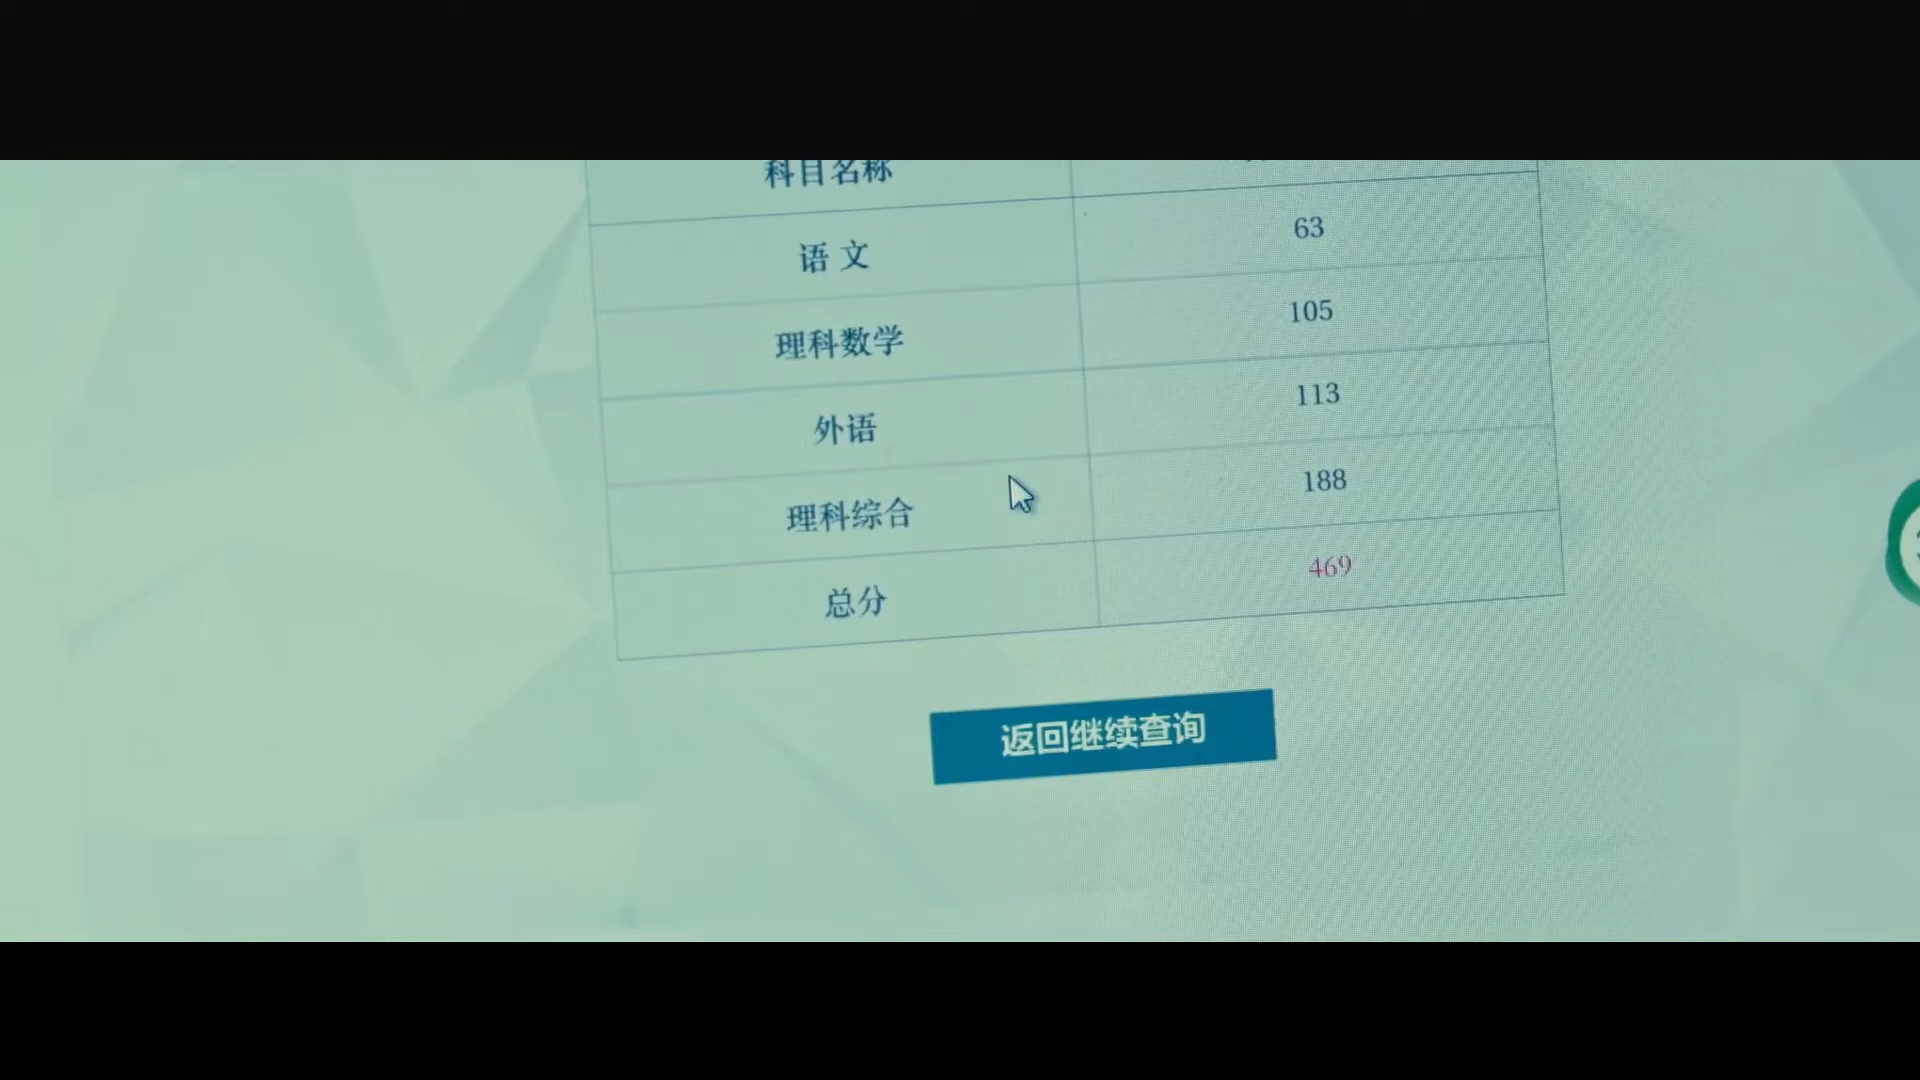 科目名称
语 文 63
理科数学 105
外语 113
理科综合 188
总分 469
返回继续查询